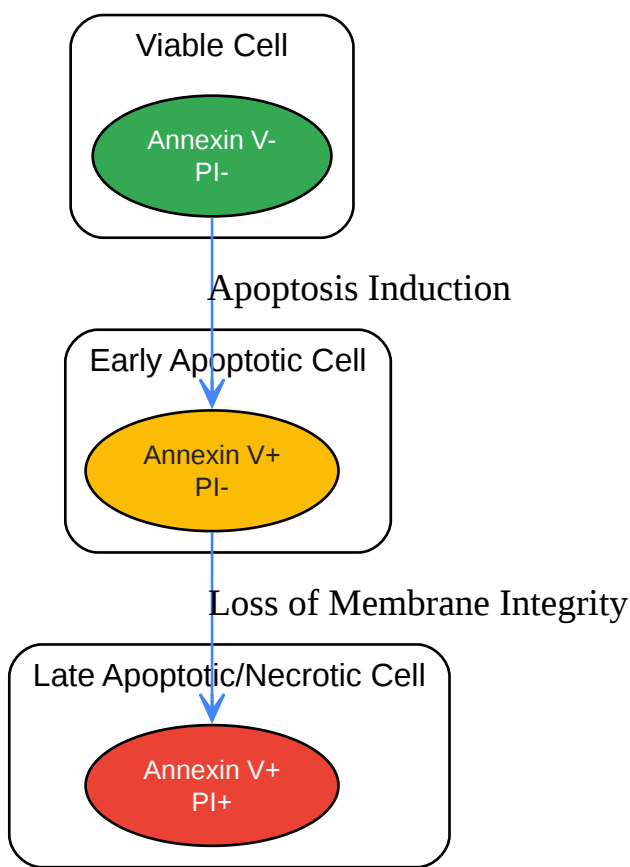 Viable Cell
Annexin V-
PI-
Apoptosis Induction
Early Apoptotic Cell
Annexin V+
PI-
Loss of Membrane Integrity
Late Apoptotic/Necrotic Cell
Annexin V+
PI+